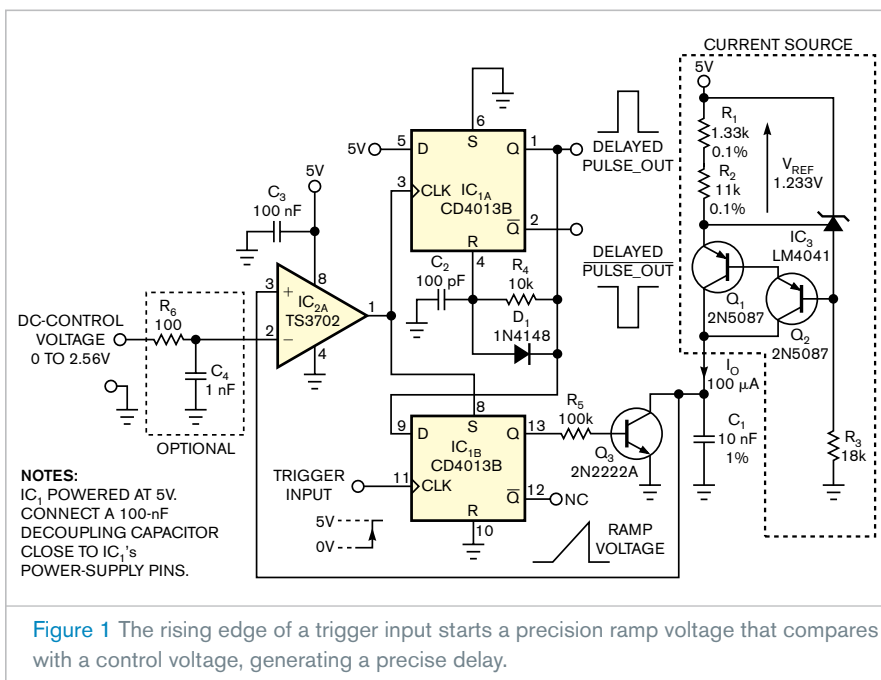 CURRENT SOURCE
5V
R1
1.33k
0.1%
R2
11k
0.1%
VREF
1.233V
IC3
LM4041
Q1
2N5087
Q2
2N5087
IO
100 µA
C1
10 nF
1%
R3
18k
6
S
5V
5
D
Q
1
DELAYED
PULSE_OUT
3
CLK
IC1A
CD4013B
Q
2
R
4
DELAYED
PULSE_OUT
C2
100 pF
R4
10k
D1
1N4148
5V
C3
100 nF
8
3
+
IC2A
TS3702
1
2
−
4
DC-CONTROL
VOLTAGE
0 TO 2.56V
R6
100
C4
1 nF
OPTIONAL
8
S
9
D
Q
13
IC1B
CD4013B
TRIGGER
INPUT
11
CLK
Q
12
NC
R
10
5V
0V
R5
100k
Q3
2N2222A
RAMP
VOLTAGE
NOTES:
IC1 POWERED AT 5V.
CONNECT A 100-nF
DECOUPLING CAPACITOR
CLOSE TO IC1's
POWER-SUPPLY PINS.
Figure 1 The rising edge of a trigger input starts a precision ramp voltage that compares
with a control voltage, generating a precise delay.